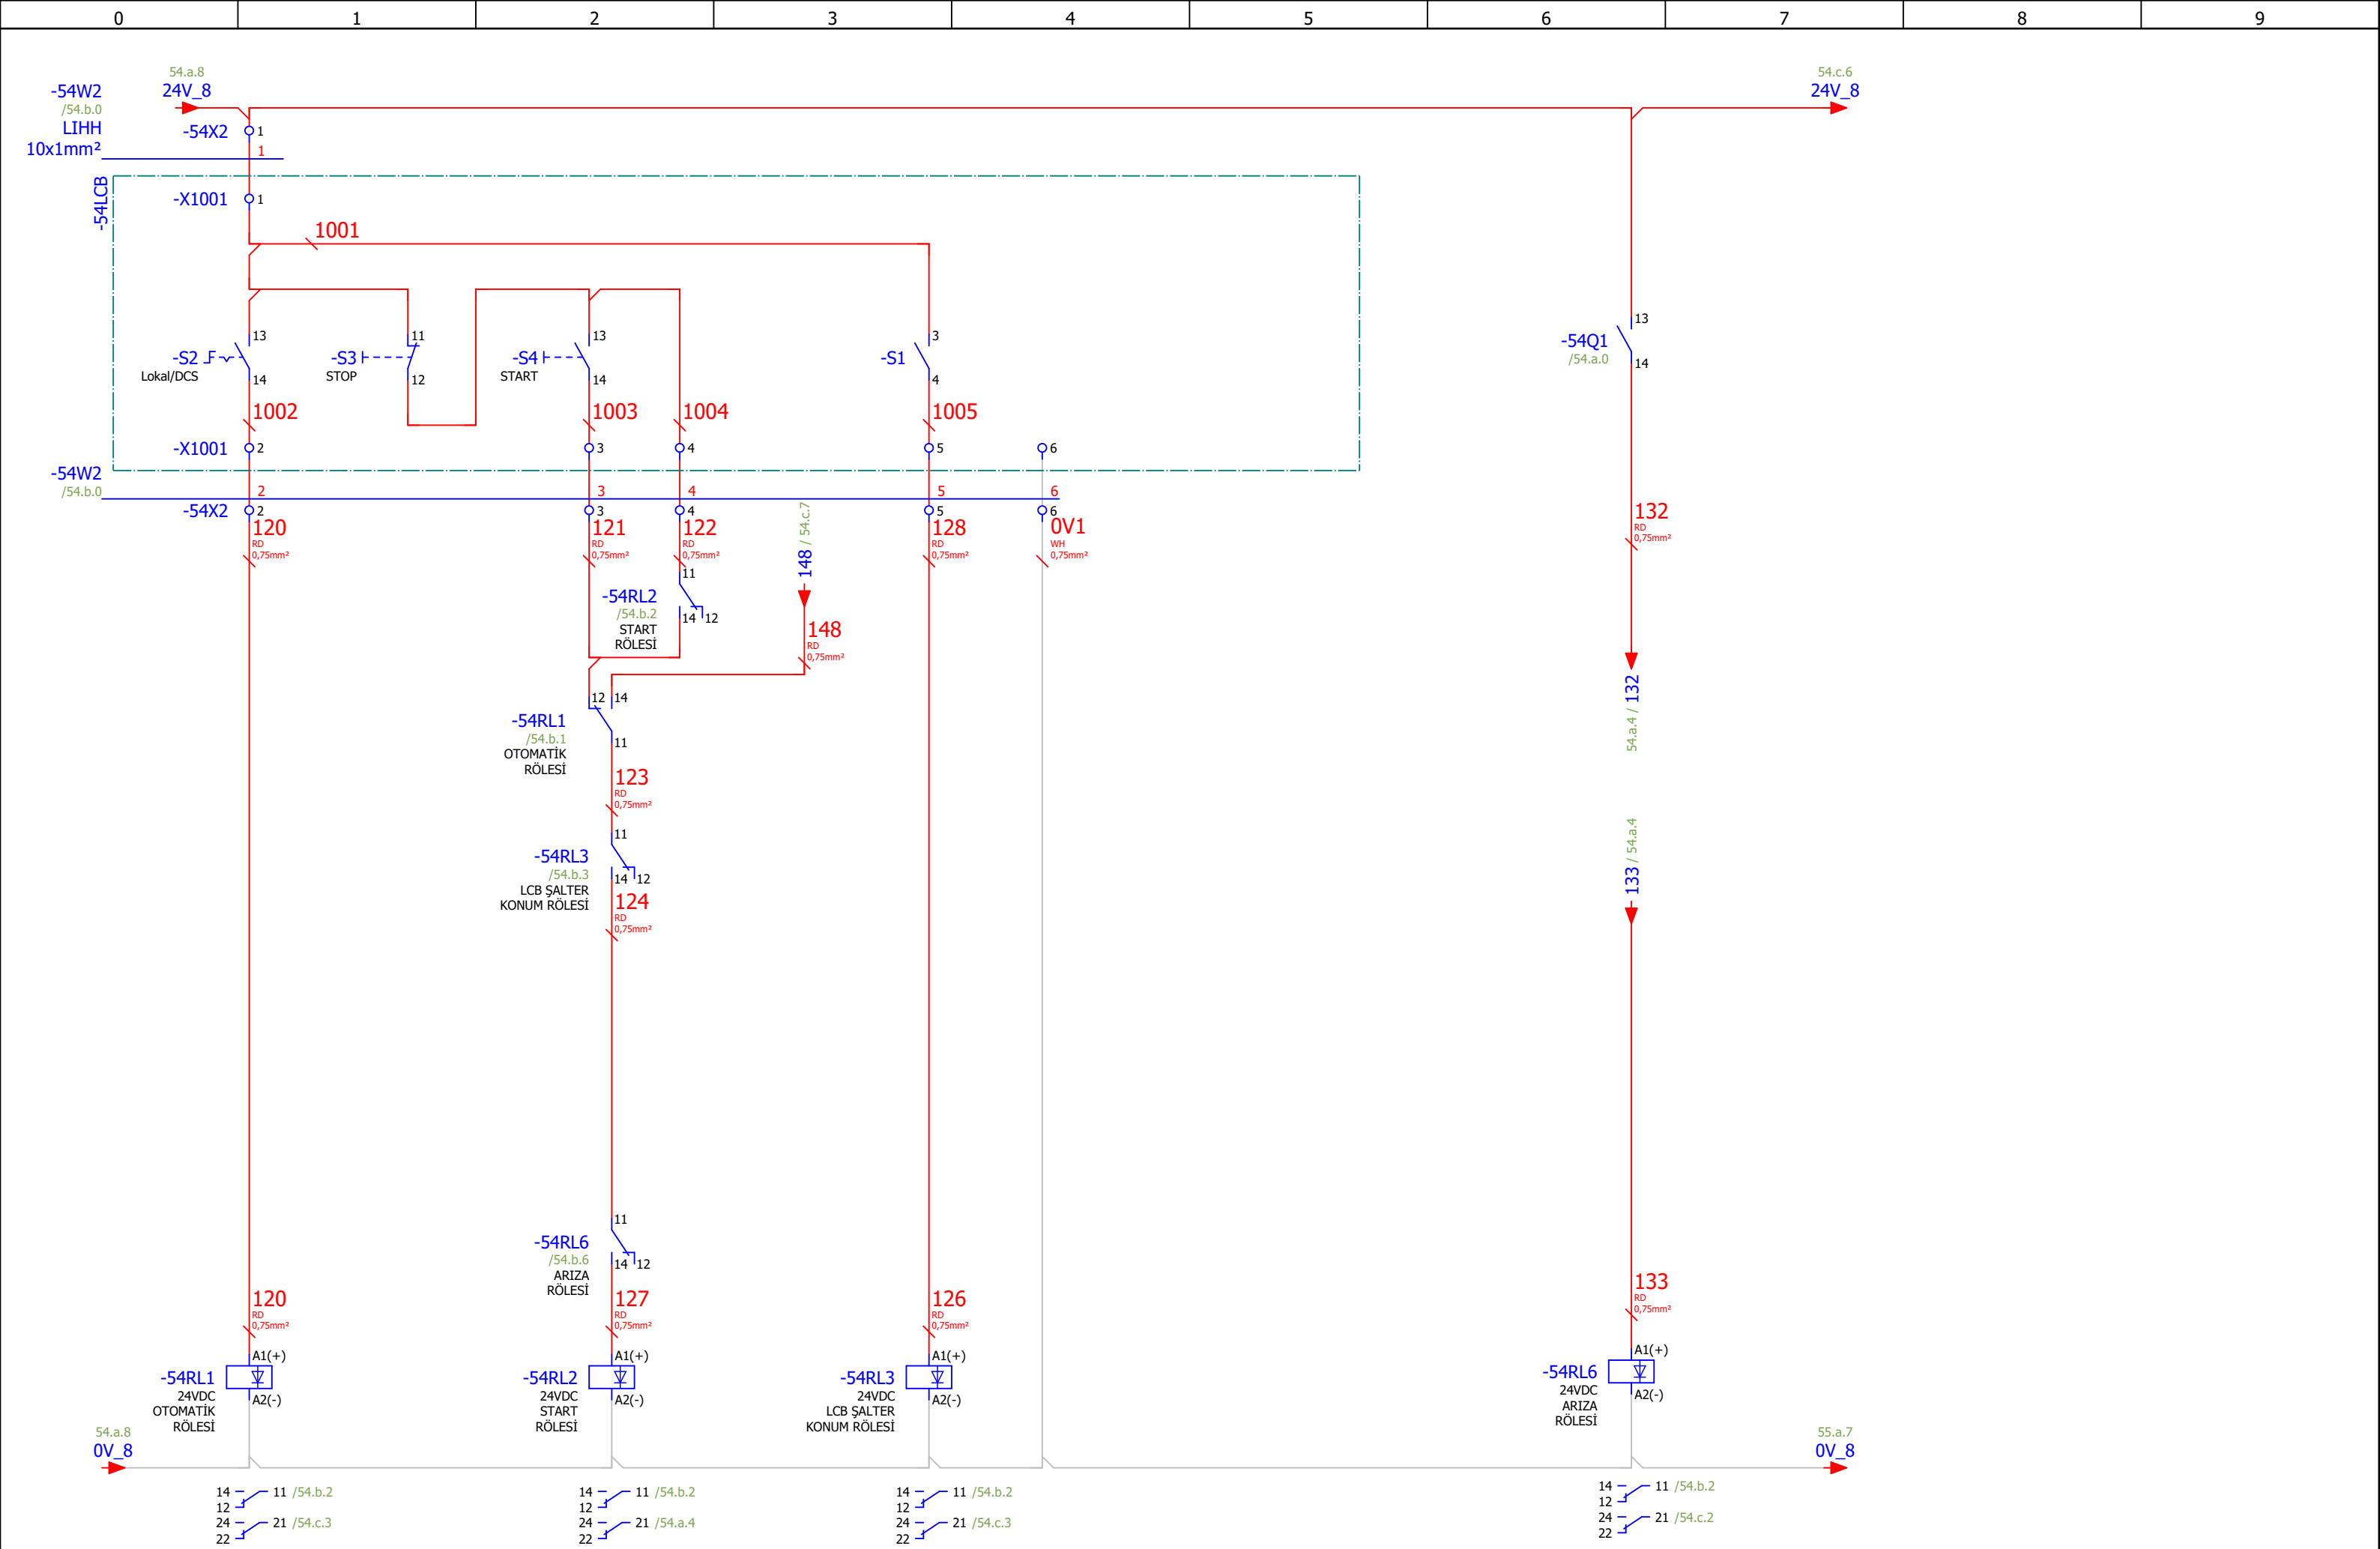 0 1 2 3 4 5 6 7 8 9
54.a.8
24V_8
54.c.6
24V_8
-54W2
/54.b.0
LIHH
10x1mm²
-54X2 1
1
-54LCB
-X1001 1
1001
-S2
Lokal/DCS
13
14
-S3
STOP
11
12
-S4
START
13
14
-S1
3
4
-54Q1
/54.a.0
13
14
1002
1003
1004
1005
-X1001 2 3 4 5 6
-54W2
/54.b.0
2 3 4 5 6
-54X2 2 3 4 5 6
120
RD
0,75mm²
121
RD
0,75mm²
122
RD
0,75mm²
148 / 54.c.7
128
RD
0,75mm²
0V1
WH
0,75mm²
132
RD
0,75mm²
-54RL2
/54.b.2
START
RÖLESİ
11
14 12
148
RD
0,75mm²
54.a.4 / 132
-54RL1
/54.b.1
OTOMATİK
RÖLESİ
12 14
11
123
RD
0,75mm²
-54RL3
/54.b.3
LCB ŞALTER
KONUM RÖLESİ
11
14 12
124
RD
0,75mm²
133 / 54.a.4
-54RL6
/54.b.6
ARIZA
RÖLESİ
11
14 12
120
RD
0,75mm²
127
RD
0,75mm²
126
RD
0,75mm²
133
RD
0,75mm²
-54RL1
24VDC
OTOMATİK
RÖLESİ
A1(+)
A2(-)
-54RL2
24VDC
START
RÖLESİ
A1(+)
A2(-)
-54RL3
24VDC
LCB ŞALTER
KONUM RÖLESİ
A1(+)
A2(-)
-54RL6
24VDC
ARIZA
RÖLESİ
A1(+)
A2(-)
54.a.8
0V_8
55.a.7
0V_8
14 11 /54.b.2
12
24 21 /54.c.3
22
14 11 /54.b.2
12
24 21 /54.a.4
22
14 11 /54.b.2
12
24 21 /54.c.3
22
14 11 /54.b.2
12
24 21 /54.c.2
22